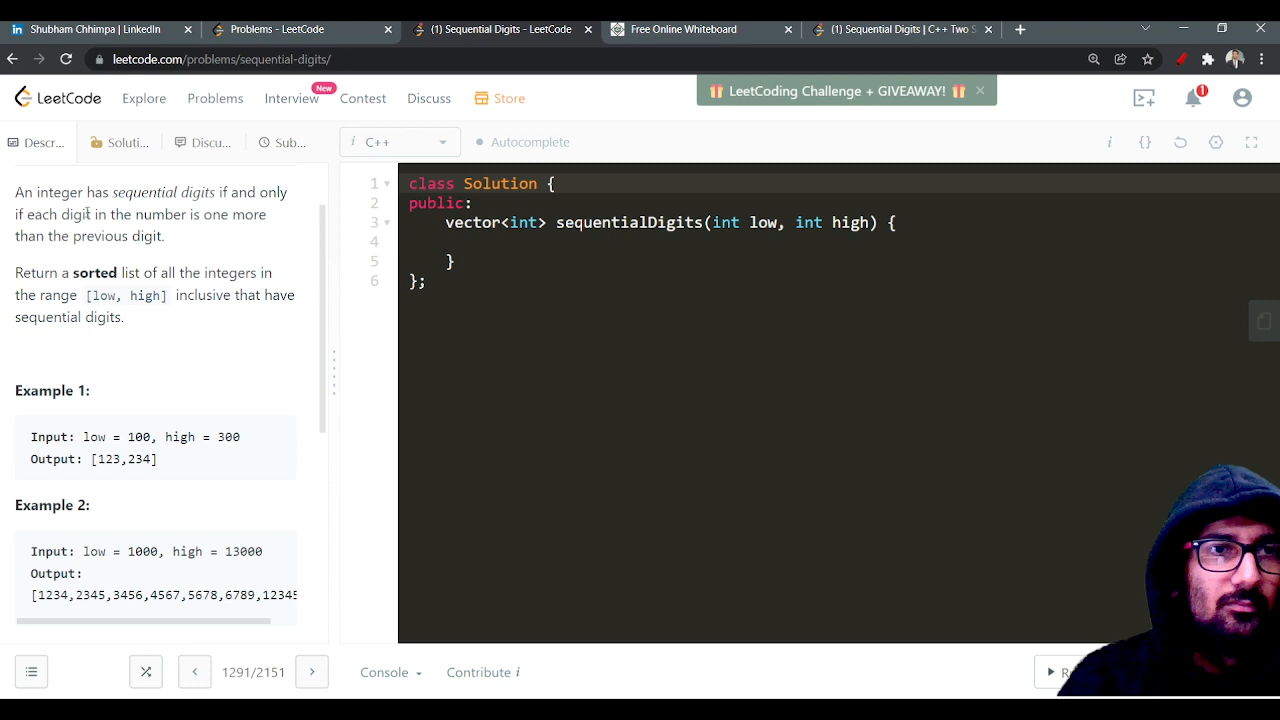 Shubham Chhimpa | LinkedIn
Problems - LeetCode
(1) Sequential Digits - LeetCode
Free Online Whiteboard
(1) Sequential Digits | C++ Two S
leetcode.com/problems/sequential-digits/
LeetCode
Explore
Problems
Interview
New
Contest
Discuss
Store
LeetCoding Challenge + GIVEAWAY!
1
Descr...
Soluti...
Discu...
Sub...
i C++
Autocomplete
i
{}
An integer has sequential digits if and only
if each digit in the number is one more
than the previous digit.
Return a sorted list of all the integers in
the range [low, high] inclusive that have
sequential digits.
Example 1:
Input: low = 100, high = 300
Output: [123,234]
Example 2:
Input: low = 1000, high = 13000
Output:
[1234,2345,3456,4567,5678,6789,12345
1 class Solution {
2 public:
3 vector<int> sequentialDigits(int low, int high) {
4
5 }
6 };
1291/2151
Console
Contribute i